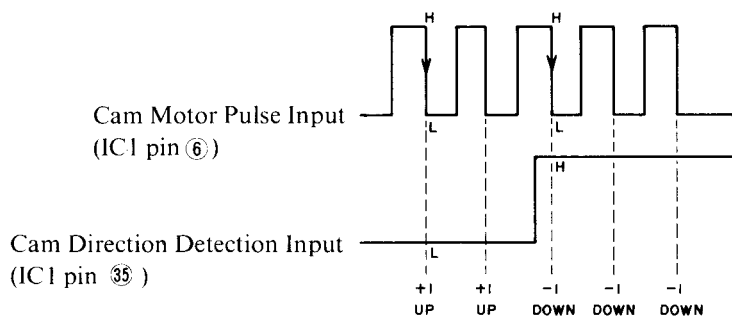 H H
Cam Motor Pulse Input
L L
(IC1 pin ⑥)
H
Cam Direction Detection Input
L
(IC1 pin ㉟ )
+1 +1 -1 -1 -1
UP UP DOWN DOWN DOWN